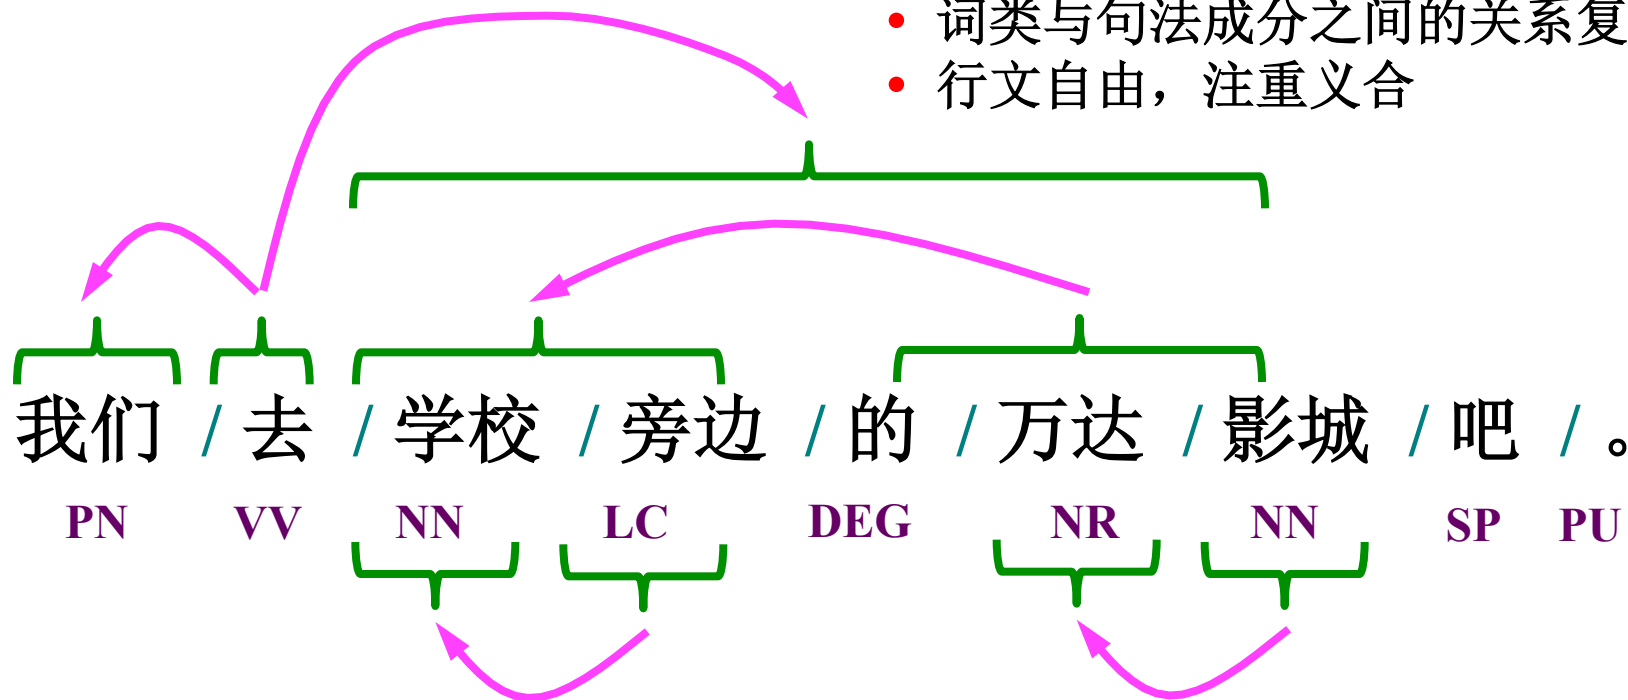 词类与句法成分之间的关系复
行文自由，注重义合
我们 / 去 / 学校 / 旁边 / 的 / 万达 / 影城 / 吧 / 。
PN VV NN LC DEG NR NN SP PU